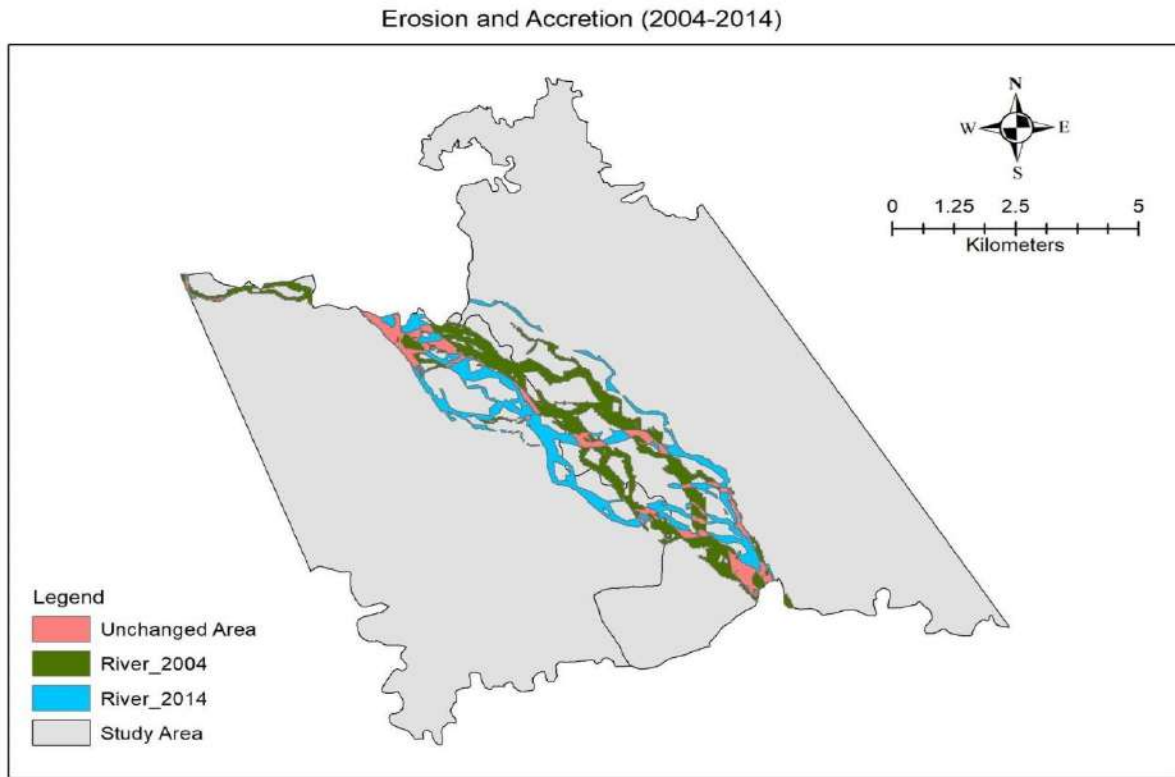 Erosion and Accretion (2004-2014)
N
W E
S
0 1.25 2.5 5
Kilometers
Legend
Unchanged Area
River_2004
River_2014
Study Area